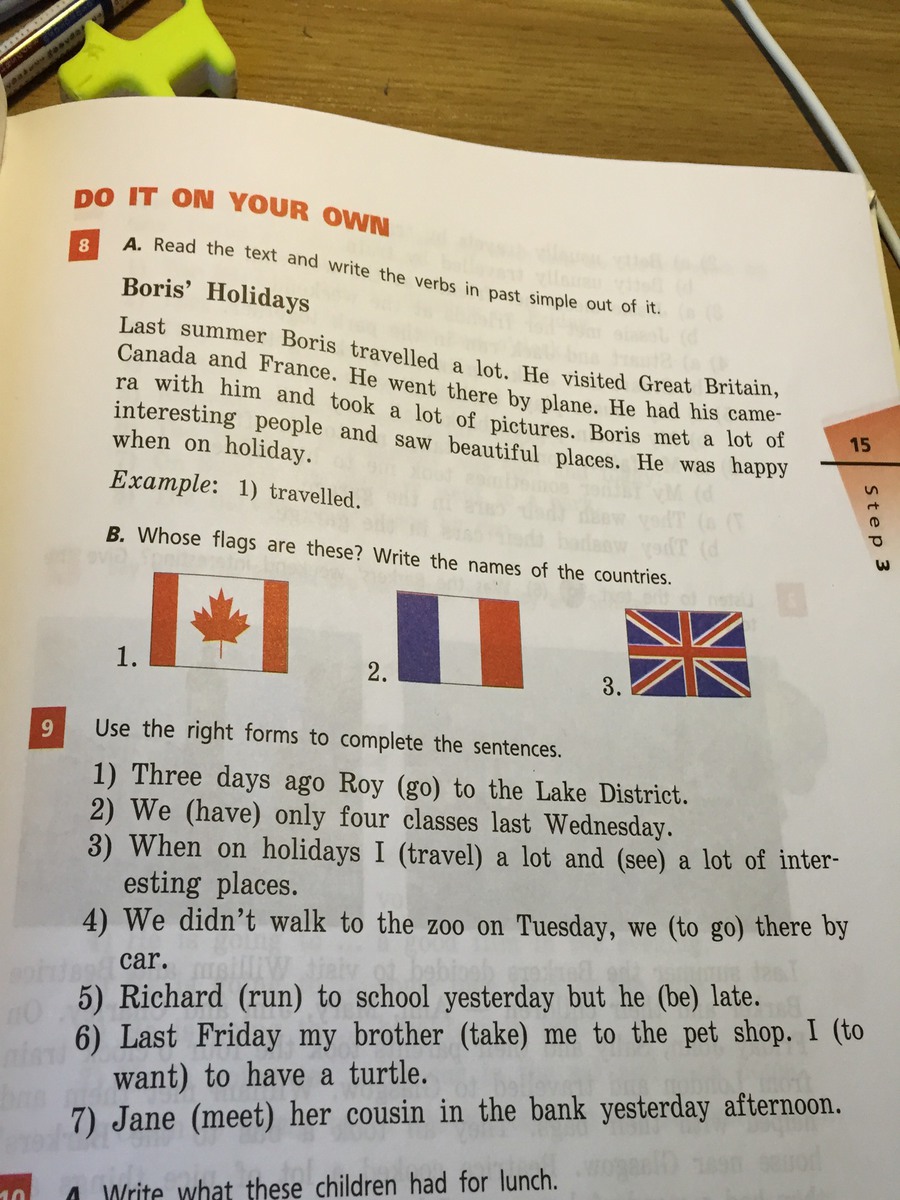 DO IT ON YOUR OWN
8 A. Read the text and write the verbs in past simple out of it.
Boris’ Holidays
Last summer Boris travelled a lot. He visited Great Britain,
Canada and France. He went there by plane. He had his came-
ra with him and took a lot of pictures. Boris met a lot of
interesting people and saw beautiful places. He was happy
when on holiday.
Example: 1) travelled.
15
Step 3
B. Whose flags are these? Write the names of the countries.
1. 2. 3.
9 Use the right forms to complete the sentences.
1) Three days ago Roy (go) to the Lake District.
2) We (have) only four classes last Wednesday.
3) When on holidays I (travel) a lot and (see) a lot of inter-
esting places.
4) We didn’t walk to the zoo on Tuesday, we (to go) there by
car.
5) Richard (run) to school yesterday but he (be) late.
6) Last Friday my brother (take) me to the pet shop. I (to
want) to have a turtle.
7) Jane (meet) her cousin in the bank yesterday afternoon.
10 A. Write what these children had for lunch.